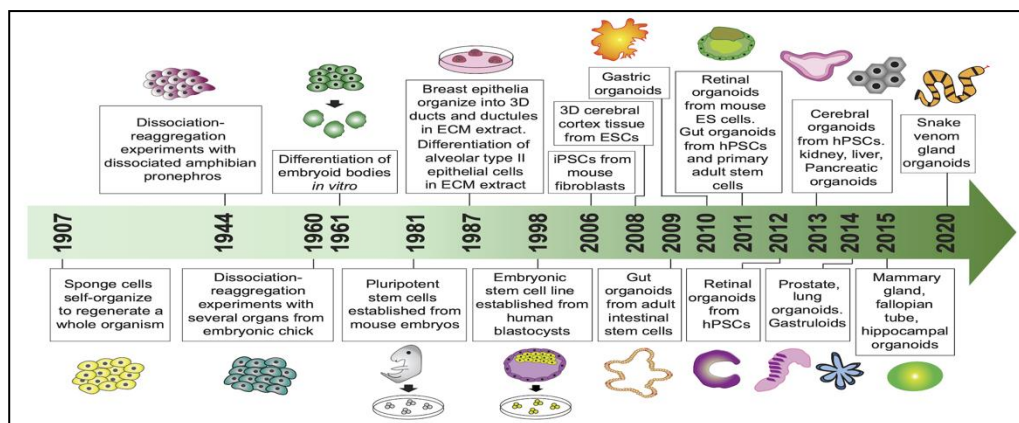 Dissociation-
reaggregation
experiments with
dissociated amphibian
pronephros
Differentiation of
embryoid bodies
in vitro
Breast epithelia
organize into 3D
ducts and ductules
in ECM extract.
Differentiation of
alveolar type II
epithelial cells
in ECM extract
iPSCs from
mouse
fibroblasts
3D cerebral
cortex tissue
from ESCs
Gastric
organoids
Retinal
organoids
from mouse
ES cells.
Gut organoids
from hPSCs
and primary
adult stem
cells
Cerebral
organoids
from hPSCs.
kidney, liver,
Pancreatic
organoids
Snake
venom
gland
organoids
1907
1944
1960
1961
1981
1987
1998
2006
2008
2009
2010
2011
2012
2013
2014
2015
2020
Sponge cells
self-organize
to regenerate a
whole organism
Dissociation-
reaggregation
experiments with
several organs from
embryonic chick
Pluripotent
stem cells
established from
mouse embryos
Embryonic
stem cell line
established from
human
blastocysts
Gut
organoids
from adult
intestinal
stem cells
Retinal
organoids
from
hPSCs
Prostate,
lung
organoids.
Gastruloids
Mammary
gland,
fallopian
tube,
hippocampal
organoids